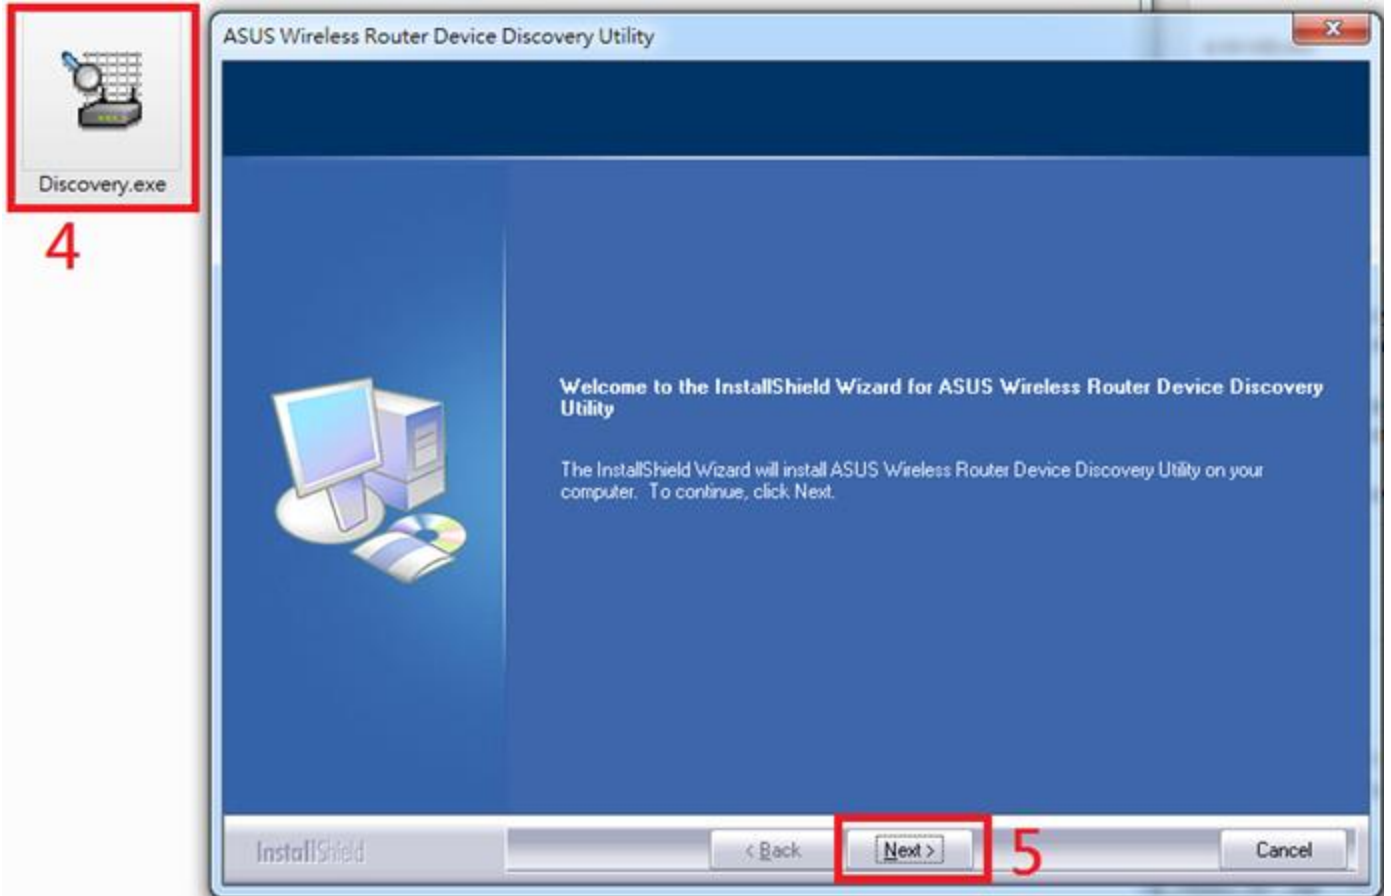 ASUS Wireless Router Device Discovery Utility
Discovery.exe
4
Welcome to the InstallShield Wizard for ASUS Wireless Router Device Discovery
Utility
The InstallShield Wizard will install ASUS Wireless Router Device Discovery Utility on your
computer. To continue, click Next.
InstallShield
< Back
Next >
5
Cancel